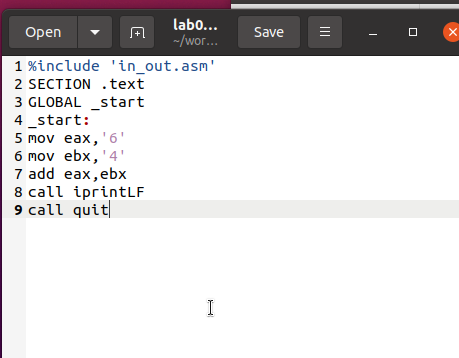 Open
lab0...
~/wor...
Save
1 %include 'in_out.asm'
2 SECTION .text
3 GLOBAL _start
4 _start:
5 mov eax,'6'
6 mov ebx,'4'
7 add eax,ebx
8 call iprintLF
9 call quit